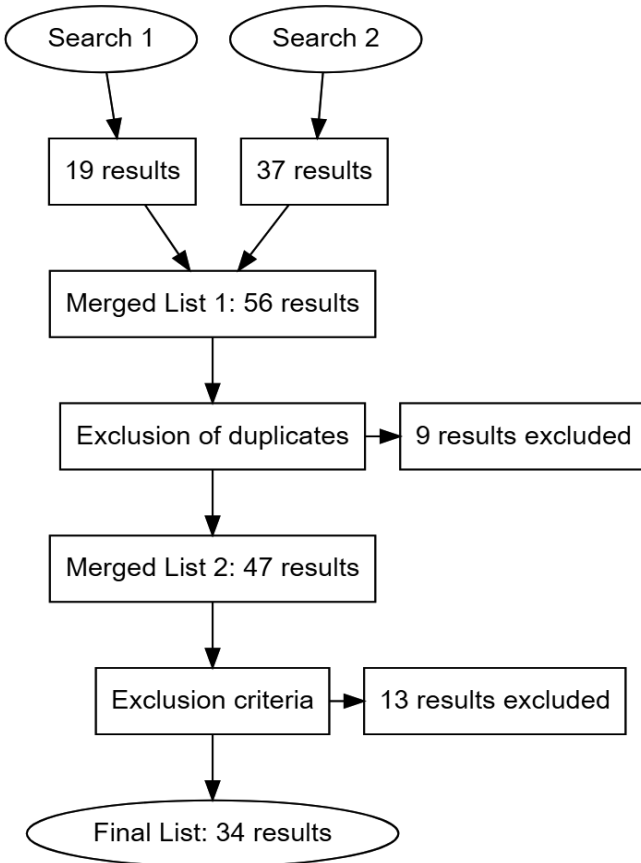 Search 1
Search 2
19 results
37 results
Merged List 1: 56 results
Exclusion of duplicates
9 results excluded
Merged List 2: 47 results
Exclusion criteria
13 results excluded
Final List: 34 results